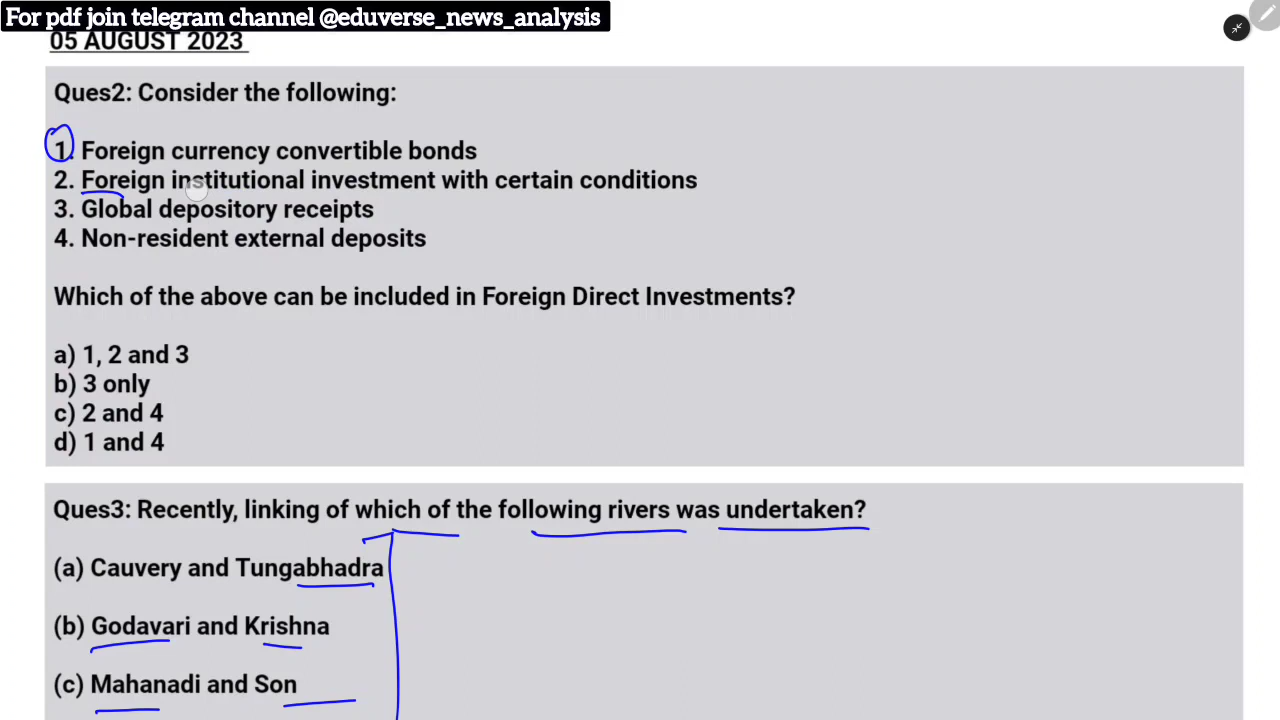 For pdf join telegram channel @eduverse_news_analysis
05 AUGUST 2023
Ques2: Consider the following:
1. Foreign currency convertible bonds
2. Foreign institutional investment with certain conditions
3. Global depository receipts
4. Non-resident external deposits
Which of the above can be included in Foreign Direct Investments?
a) 1, 2 and 3
b) 3 only
c) 2 and 4
d) 1 and 4
Ques3: Recently, linking of which of the following rivers was undertaken?
(a) Cauvery and Tungabhadra
(b) Godavari and Krishna
(c) Mahanadi and Son